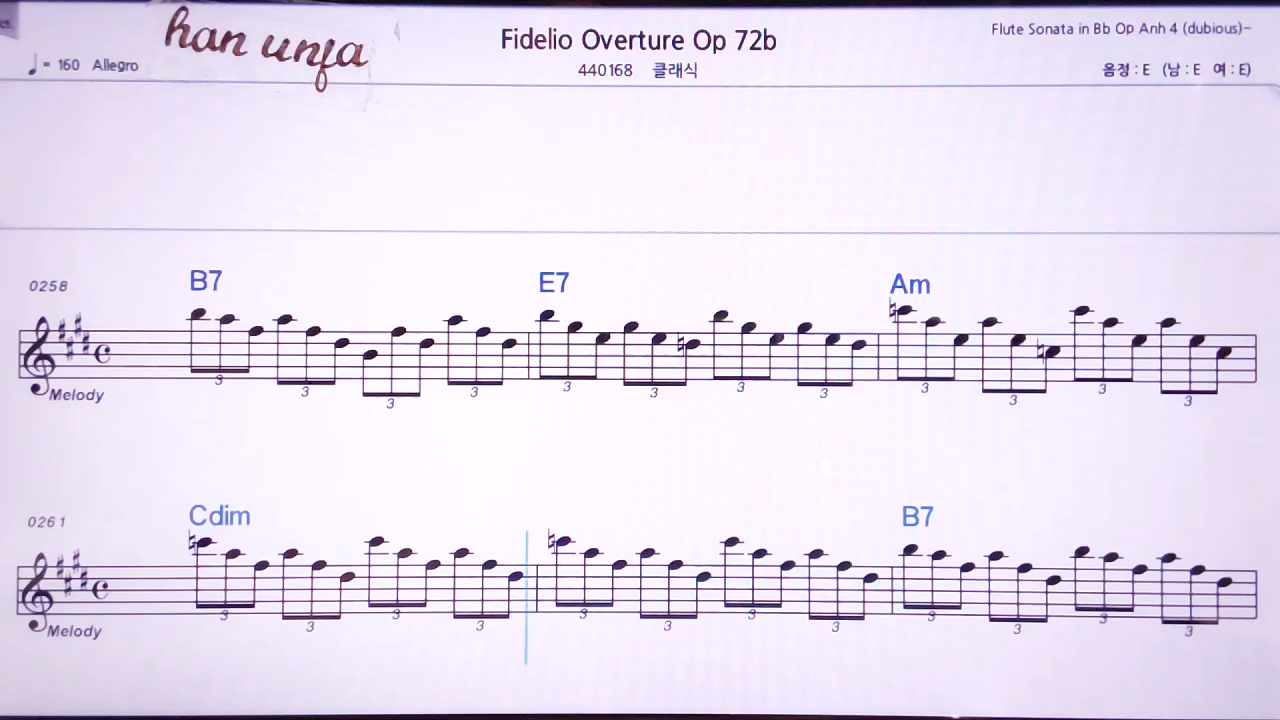 han unja
Fidelio Overture Op 72b
Flute Sonata in Bb Op Anh 4 (dubious)~
♩ = 160 Allegro
440168 클래식
음정 : E (남 : E 여 : E)
0258
B7 E7 Am
3 3 3 3 3 3 3 3 3 3 3 3
Melody
0261
Cdim B7
3 3 3 3 3 3 3 3 3 3 3 3
Melody